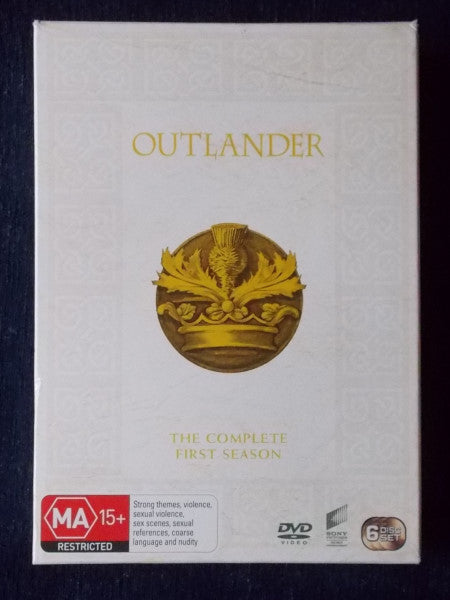 OUTLANDER
THE COMPLETE
FIRST SEASON
MA 15+
RESTRICTED
Strong themes, violence,
sexual violence,
sex scenes, sexual
references, coarse
language and nudity
DVD
VIDEO
SONY
6 DISC
SET